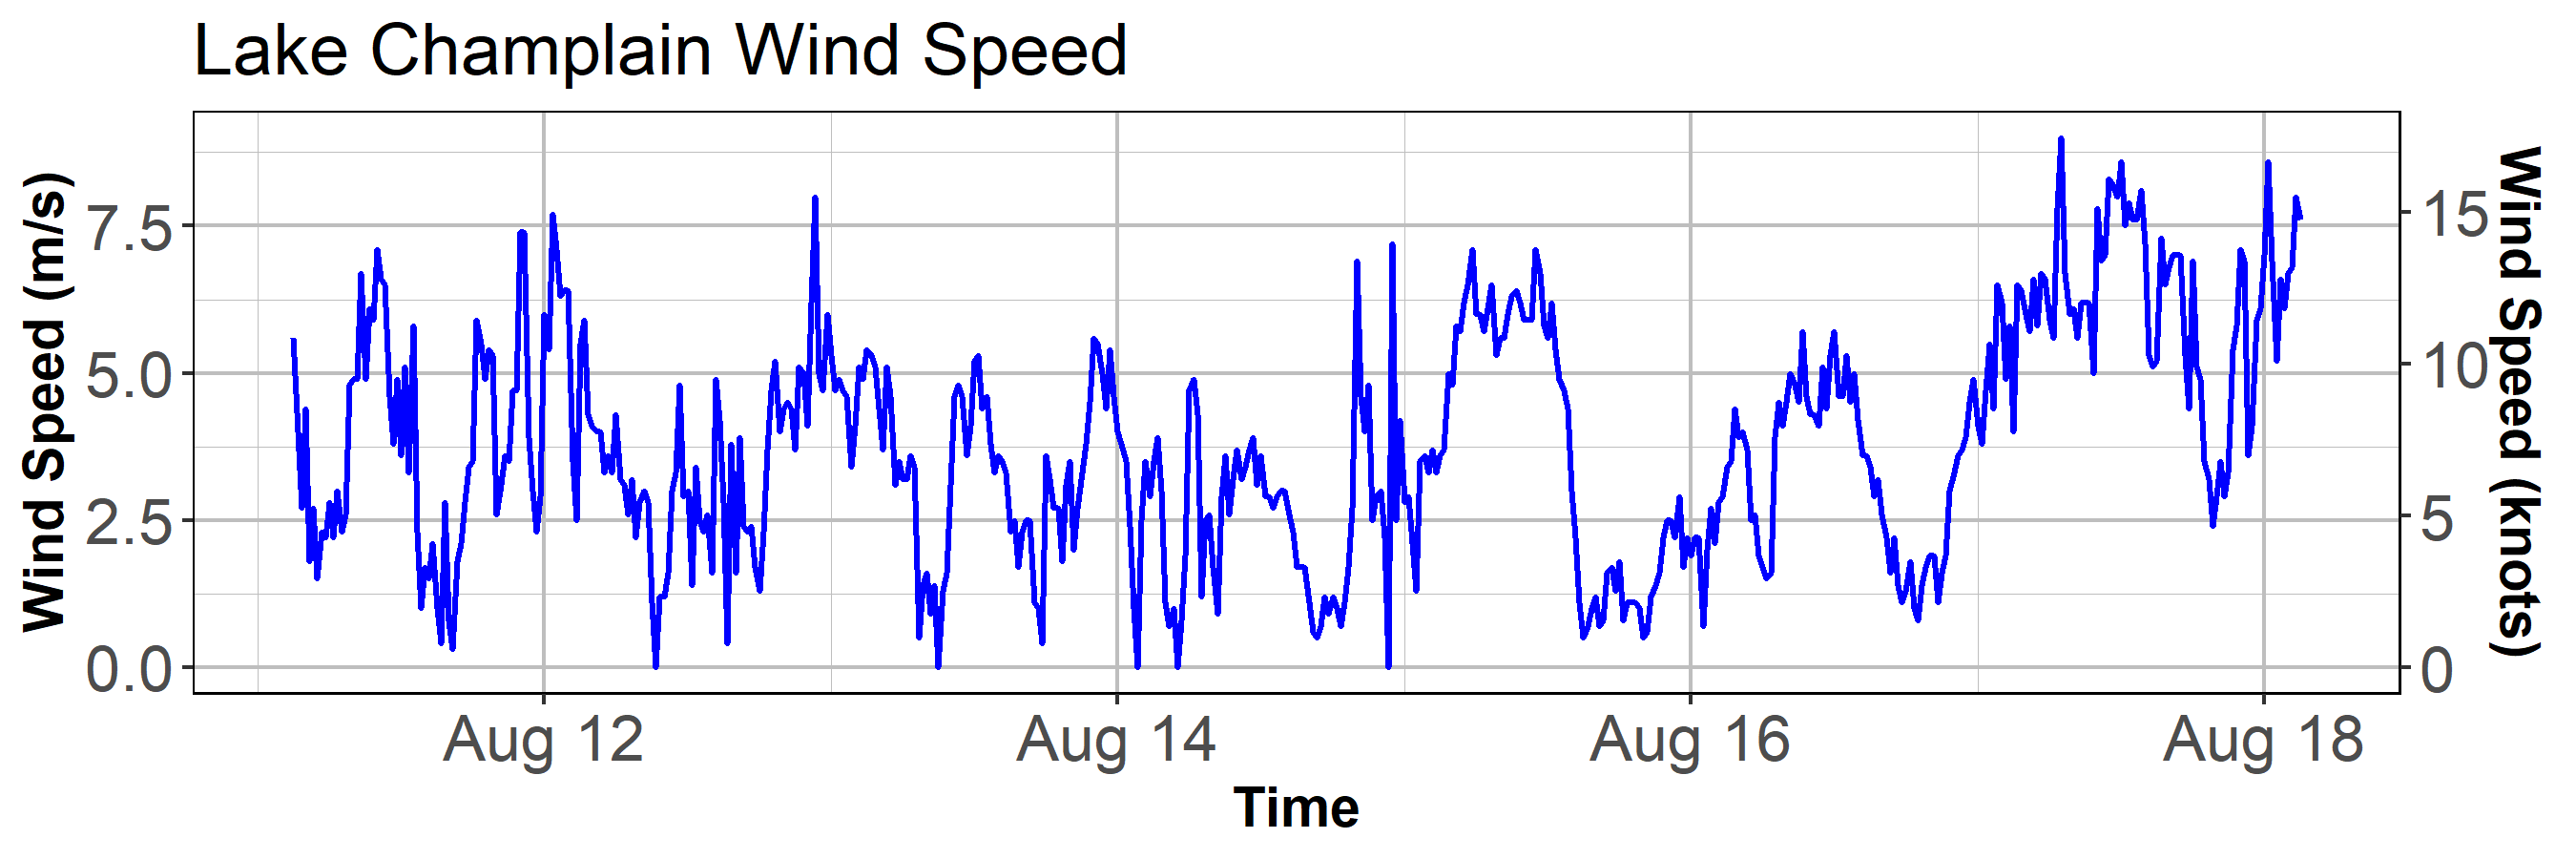 Lake Champlain Wind Speed
Wind Speed (m/s)
7.5
5.0
2.5
0.0
15
10
5
0
Wind Speed (knots)
Aug 12
Aug 14
Aug 16
Aug 18
Time